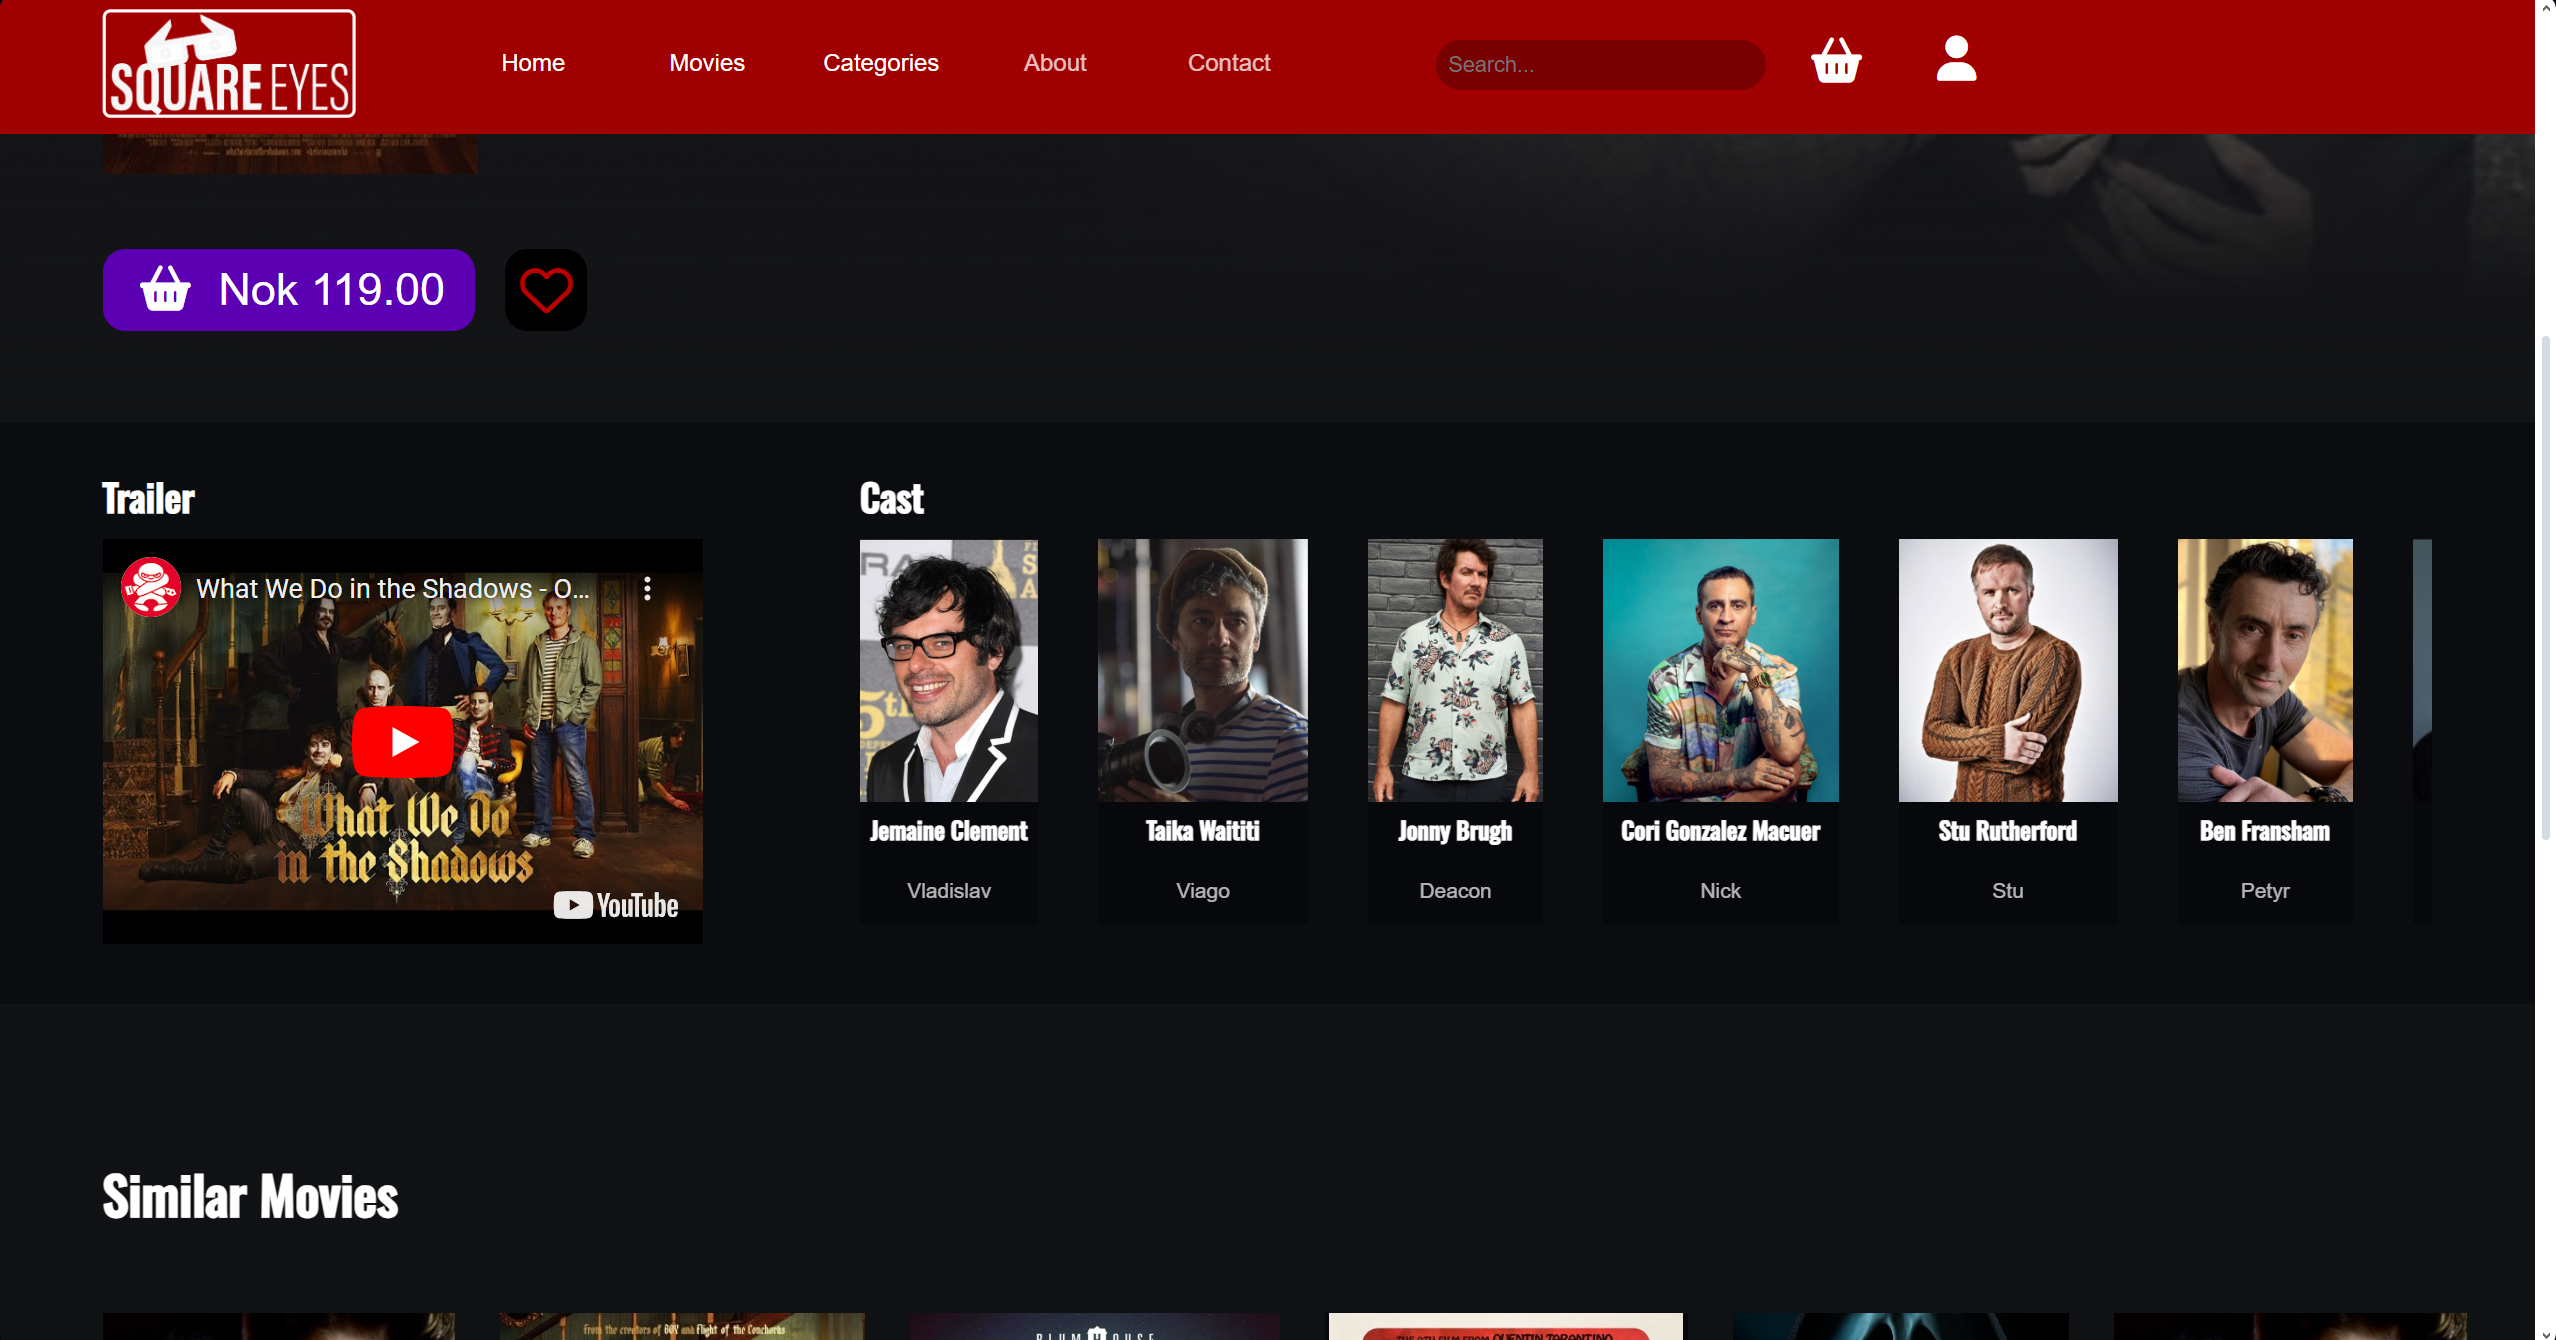 SQUARE EYES
Home
Movies
Categories
About
Contact
Search...
Nok 119.00
Trailer
Cast
What We Do in the Shadows - O...
What We Do
in the Shadows
YouTube
Jemaine Clement
Taika Waititi
Jonny Brugh
Cori Gonzalez Macuer
Stu Rutherford
Ben Fransham
Vladislav
Viago
Deacon
Nick
Stu
Petyr
Similar Movies
From the creators of BOY and Flight of the Conchords
BLUMHOUSE
THE 9TH FILM FROM QUENTIN TARANTINO